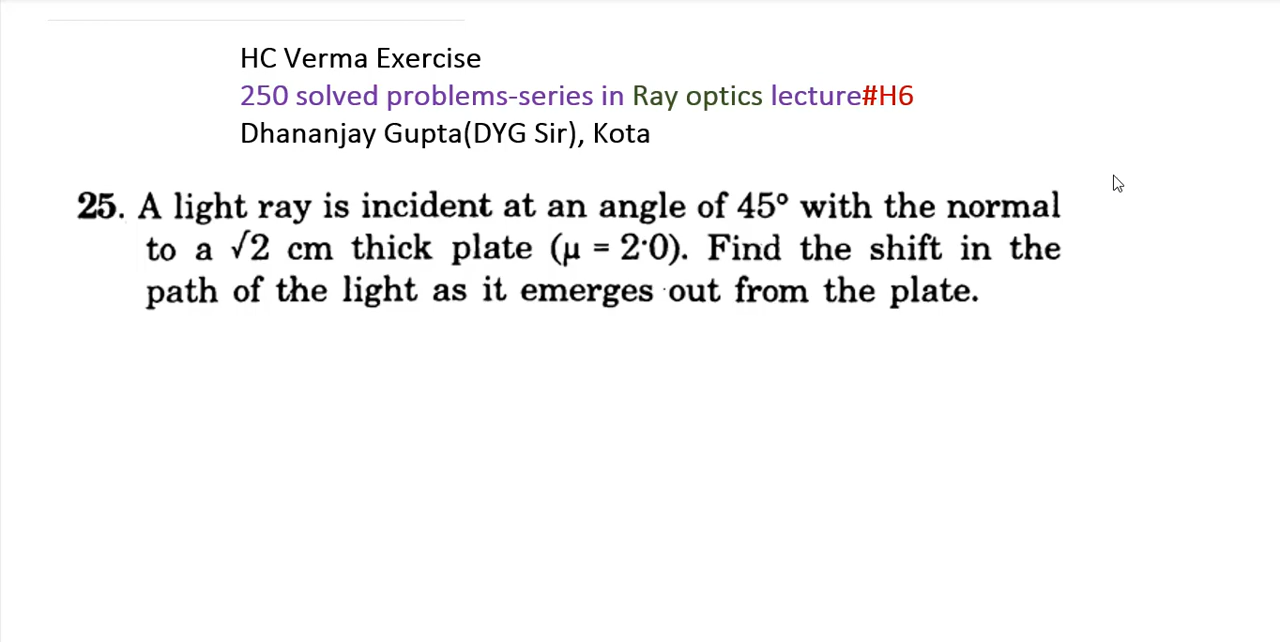 HC Verma Exercise
250 solved problems-series in Ray optics lecture#H6
Dhananjay Gupta(DYG Sir), Kota
25. A light ray is incident at an angle of 45° with the normal
to a √2 cm thick plate (μ = 2·0). Find the shift in the
path of the light as it emerges out from the plate.